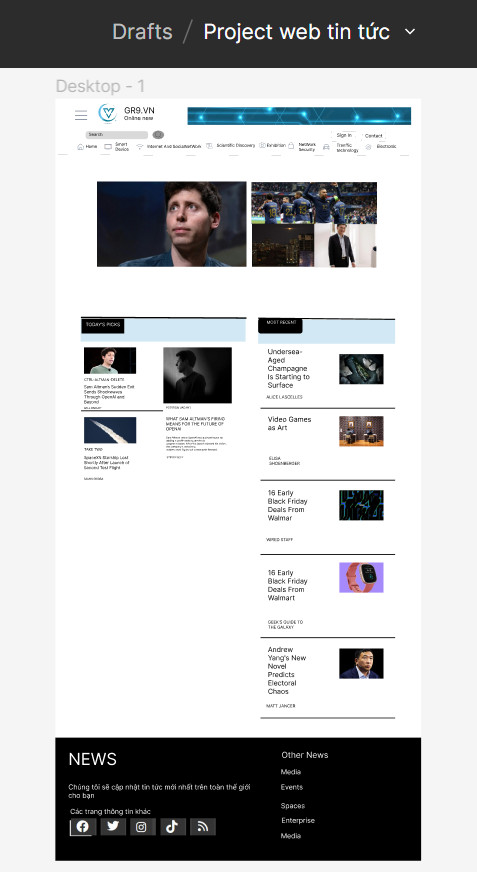 Drafts / Project web tin tức
Desktop - 1
GR9.VN
Online new
Search
Sign in
Contact
Home
Smart
Device
Internet And SocialNetWork
Scientific Discovery
Exhibition
NetWork
Security
Traffic
technology
Electronic
TODAY'S PICKS
CTRL-ALTMAN-DELETE
Sam Altman's Sudden Exit
Sends Shockwaves
Through OpenAI and
Beyond
WHAT SAM ALTMAN'S FIRING
MEANS FOR THE FUTURE OF
OPENAI
STEVEN LEVY
TAKE TWO
SpaceX's Starship Lost
Shortly After Launch of
Second Test Flight
MOST RECENT
Undersea-
Aged
Champagne
Is Starting to
Surface
ALICE LASCELLES
Video Games
as Art
ELISA
SHOENBERGER
16 Early
Black Friday
Deals From
Walmar
WIRED STAFF
16 Early
Black Friday
Deals From
Walmart
GEEK'S GUIDE TO
THE GALAXY
Andrew
Yang's New
Novel
Predicts
Electoral
Chaos
MATT JANCER
NEWS
Chúng tôi sẽ cập nhật tin tức mới nhất trên toàn thế giới
cho bạn
Các trang thông tin khác
Other News
Media
Events
Spaces
Enterprise
Media